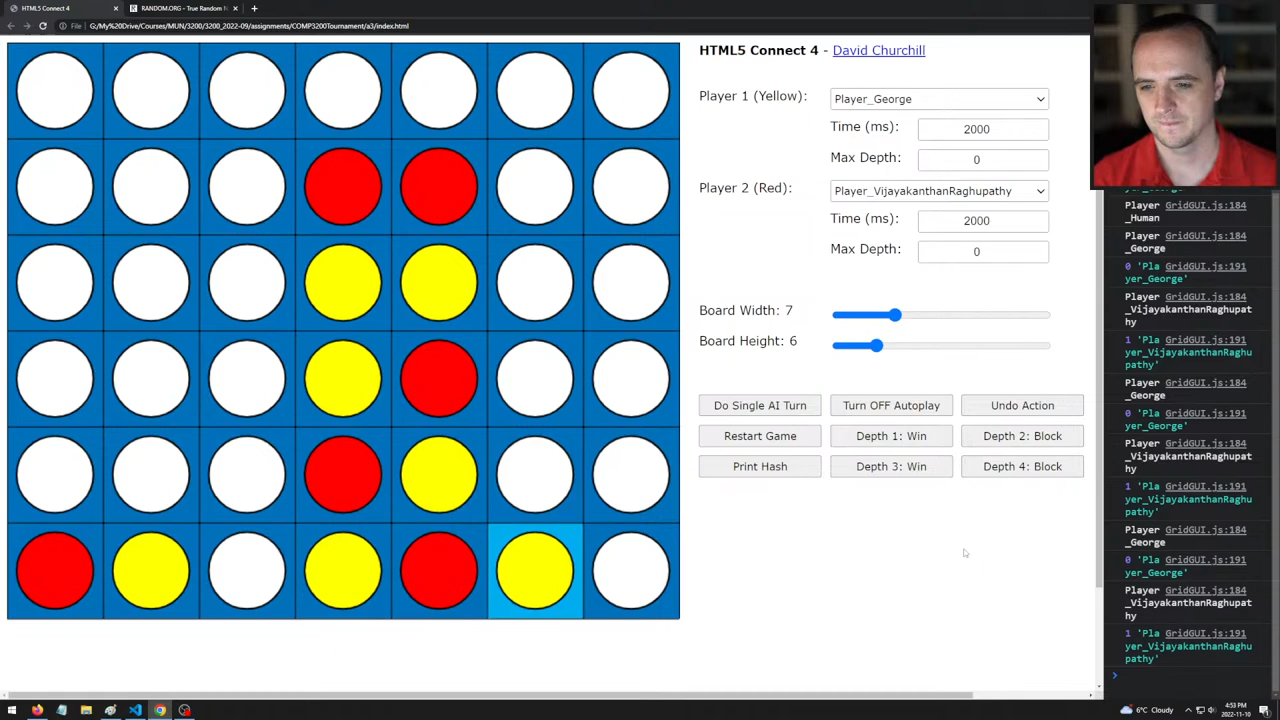 HTML5 Connect 4
RANDOM.ORG - True Random N
File
G:/My%20Drive/Courses/MUN/3200/3200_2022-09/assignments/COMP3200Tournament/a3/index.html
HTML5 Connect 4 - David Churchill
Player 1 (Yellow):
Player_George
Time (ms):
2000
Max Depth:
0
Player 2 (Red):
Player_VijayakanthanRaghupathy
Time (ms):
2000
Max Depth:
0
Board Width: 7
Board Height: 6
Do Single AI Turn
Turn OFF Autoplay
Undo Action
Restart Game
Depth 1: Win
Depth 2: Block
Print Hash
Depth 3: Win
Depth 4: Block
Player GridGUI.js:184
_Human
Player GridGUI.js:184
_George
0 'Pla GridGUI.js:191
yer_George'
Player GridGUI.js:184
_VijayakanthanRaghupat
hy
1 'Pla GridGUI.js:191
yer_VijayakanthanRaghu
pathy'
Player GridGUI.js:184
_George
0 'Pla GridGUI.js:191
yer_George'
Player GridGUI.js:184
_VijayakanthanRaghupat
hy
1 'Pla GridGUI.js:191
yer_VijayakanthanRaghu
pathy'
Player GridGUI.js:184
_George
0 'Pla GridGUI.js:191
yer_George'
Player GridGUI.js:184
_VijayakanthanRaghupat
hy
1 'Pla GridGUI.js:191
yer_VijayakanthanRaghu
pathy'
6°C Cloudy
4:53 PM
2022-11-10